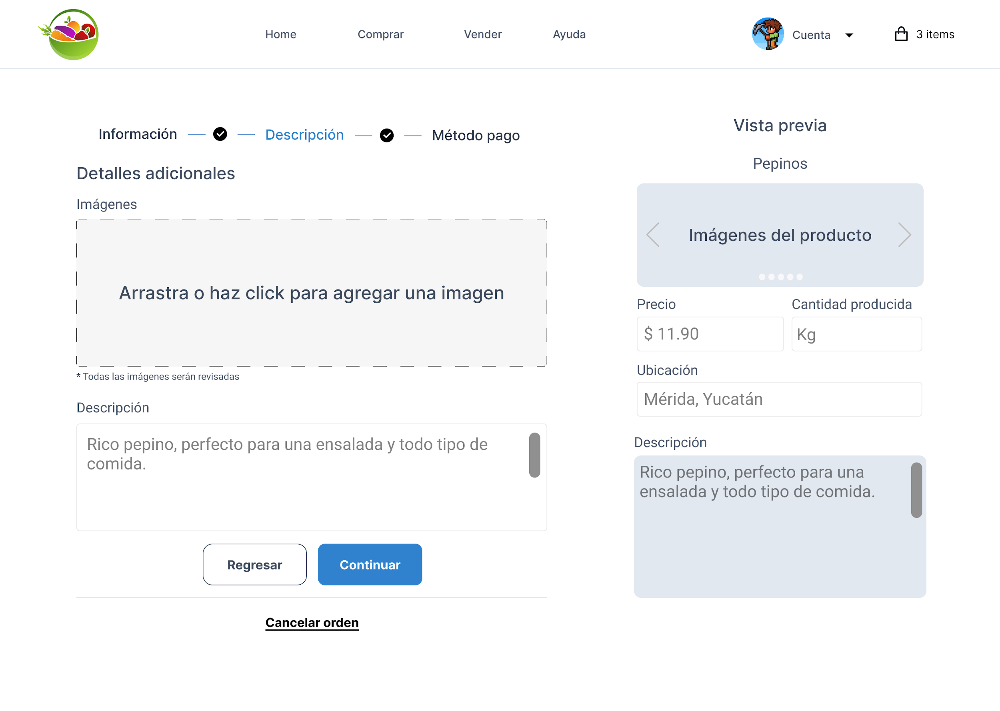 Home
Comprar
Vender
Ayuda
Cuenta
3 items
Información
Descripción
Método pago
Detalles adicionales
Imágenes
Arrastra o haz click para agregar una imagen
* Todas las imágenes serán revisadas
Descripción
Rico pepino, perfecto para una ensalada y todo tipo de
comida.
Regresar
Continuar
Cancelar orden
Vista previa
Pepinos
Imágenes del producto
Precio
Cantidad producida
$ 11.90
Kg
Ubicación
Mérida, Yucatán
Descripción
Rico pepino, perfecto para una
ensalada y todo tipo de comida.